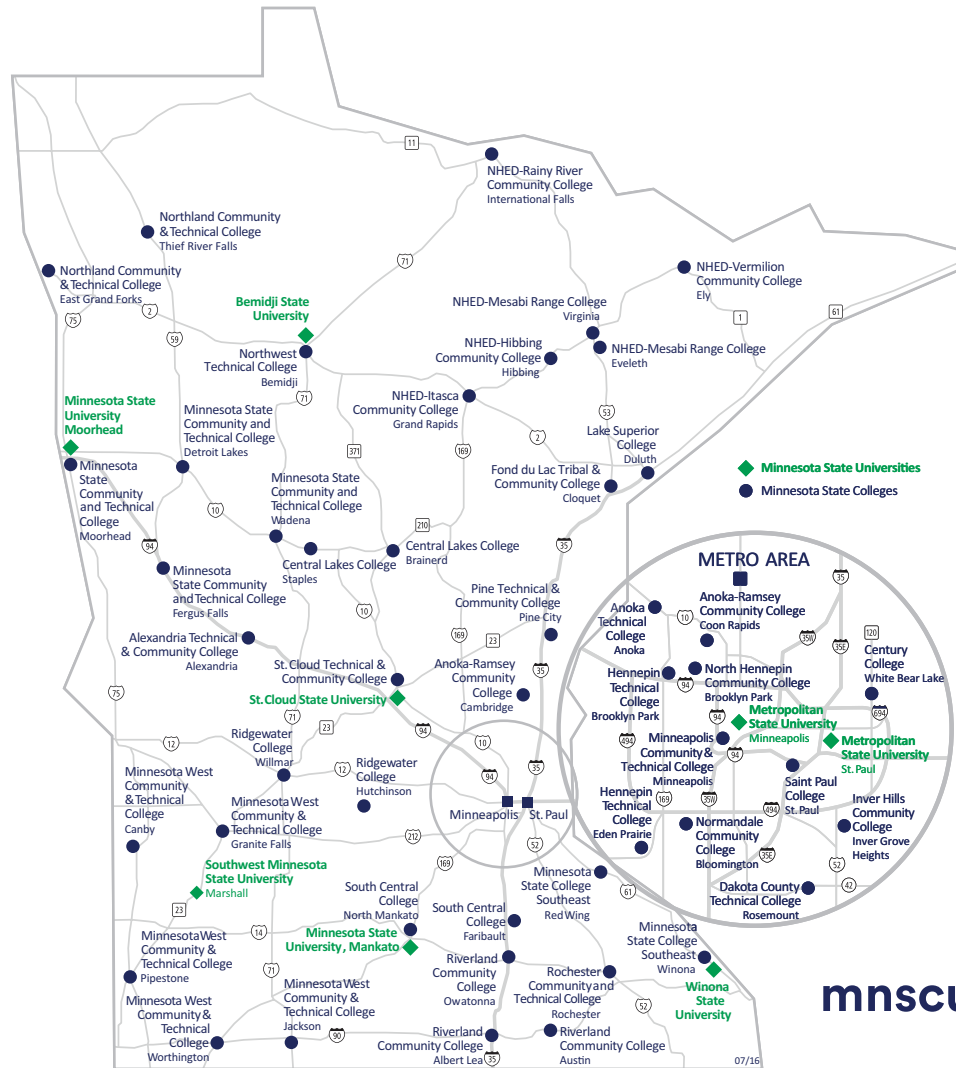 11
NHED-Rainy River
Community College
International Falls
Northland Community
& Technical College
Thief River Falls
71
Northland Community
& Technical College
East Grand Forks
NHED-Vermilion
Community College
Ely
75
2
59
Bemidji State
University
NHED-Mesabi Range College
Virginia
1
61
Northwest
Technical College
Bemidji
NHED-Hibbing
Community College
Hibbing
NHED-Mesabi Range College
Eveleth
71
Minnesota State
University
Moorhead
Minnesota State
Community and
Technical College
Detroit Lakes
NHED-Itasca
Community College
Grand Rapids
53
371
169
2
Lake Superior
College
Duluth
Minnesota
State
Community
and Technical
College
Moorhead
Minnesota State
Community and
Technical College
Wadena
Fond du Lac Tribal &
Community College
Cloquet
Minnesota State Universities
Minnesota State Colleges
10
210
94
35
Central Lakes College
Staples
Central Lakes College
Brainerd
Minnesota
State Community
and Technical College
Fergus Falls
10
Pine Technical &
Community College
Pine City
169
23
Alexandria Technical
& Community College
Alexandria
St. Cloud Technical &
Community College
Anoka-Ramsey
Community
College
Cambridge
35
75
St. Cloud State University
71
23
94
12
10
Ridgewater
College
Willmar
12
Ridgewater
College
Hutchinson
94
35
Minneapolis
St. Paul
Minnesota West
Community
& Technical
College
Canby
Minnesota West
Community &
Technical College
Granite Falls
212
169
52
Southwest Minnesota
State University
Marshall
23
South Central
College
North Mankato
Minnesota
State College
Southeast
Red Wing
61
14
Minnesota State
University, Mankato
South Central
College
Faribault
Minnesota
State College
Southeast
Winona
Minnesota West
Community &
Technical College
Pipestone
71
Riverland
Community
College
Owatonna
Rochester
Community and
Technical College
Rochester
Winona
State
University
Minnesota West
Community &
Technical
College
Worthington
Minnesota West
Community &
Technical College
Jackson
90
52
Riverland
Community College
Albert Lea
35
Riverland
Community College
Austin
07/16
METRO AREA
35
Anoka
Technical
College
Anoka
10
Anoka-Ramsey
Community College
Coon Rapids
35W
35E
120
Century
College
White Bear Lake
Hennepin
Technical
College
Brooklyn Park
94
North Hennepin
Community College
Brooklyn Park
694
94
Metropolitan
State University
Minneapolis
494
Minneapolis
Community &
Technical College
Minneapolis
94
Metropolitan
State University
St. Paul
Hennepin
Technical
College
Eden Prairie
169
35W
Saint Paul
College
St. Paul
494
Inver Hills
Community
College
Inver Grove
Heights
Normandale
Community
College
Bloomington
35E
52
42
Dakota County
Technical College
Rosemount
mnscu